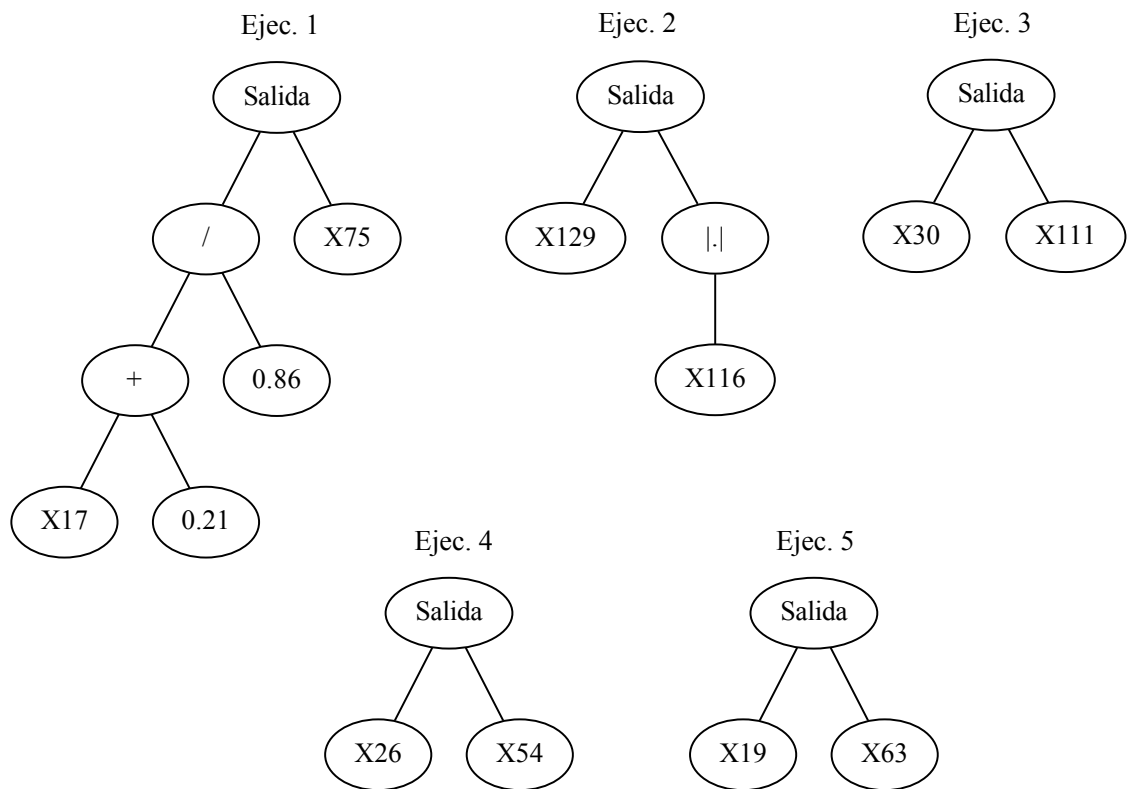 Ejec. 1
Ejec. 2
Ejec. 3
Salida
Salida
Salida
/
X75
X129
|.|
X30
X111
+
0.86
X116
X17
0.21
Ejec. 4
Ejec. 5
Salida
Salida
X26
X54
X19
X63